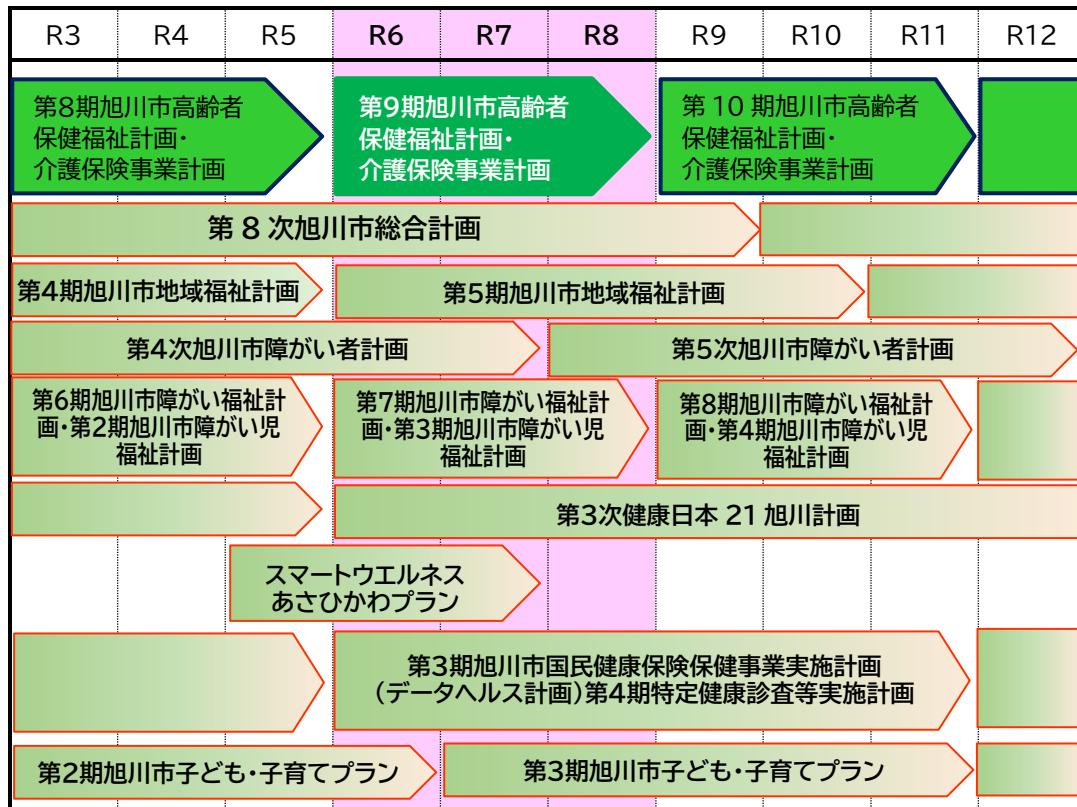 R3 R4 R5 R6 R7 R8 R9 R10 R11 R12
第8期旭川市高齢者
保健福祉計画・
介護保険事業計画
第9期旭川市高齢者
保健福祉計画・
介護保険事業計画
第 10 期旭川市高齢者
保健福祉計画・
介護保険事業計画
第 8 次旭川市総合計画
第4期旭川市地域福祉計画
第5期旭川市地域福祉計画
第4次旭川市障がい者計画
第5次旭川市障がい者計画
第6期旭川市障がい福祉計
画・第2期旭川市障がい児
福祉計画
第7期旭川市障がい福祉計
画・第3期旭川市障がい児
福祉計画
第8期旭川市障がい福祉計
画・第4期旭川市障がい児
福祉計画
第3次健康日本 21 旭川計画
スマートウエルネス
あさひかわプラン
第3期旭川市国民健康保険保健事業実施計画
（データヘルス計画）第4期特定健康診査等実施計画
第2期旭川市子ども・子育てプラン
第3期旭川市子ども・子育てプラン